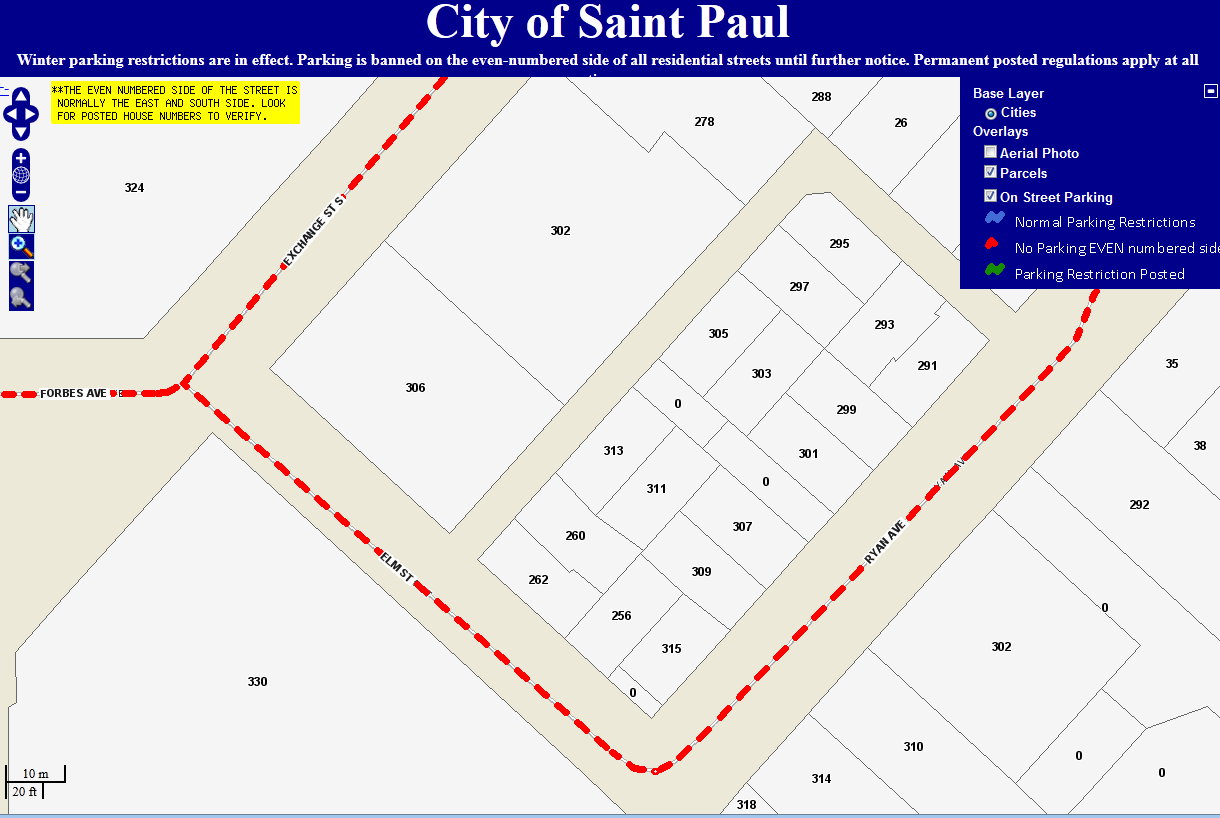 City of Saint Paul
Winter parking restrictions are in effect. Parking is banned on the even-numbered side of all residential streets until further notice. Permanent posted regulations apply at all
**THE EVEN NUMBERED SIDE OF THE STREET IS
NORMALLY THE EAST AND SOUTH SIDE. LOOK
FOR POSTED HOUSE NUMBERS TO VERIFY.
Base Layer
Cities
Overlays
Aerial Photo
Parcels
On Street Parking
Normal Parking Restrictions
No Parking EVEN numbered side
Parking Restriction Posted
288
278
26
324
EXCHANGE ST S
302
295
297
293
305
291
35
303
306
FORBES AVE
0
299
38
313
301
0
311
292
307
260
RYAN AVE
ELM ST
309
262
0
256
302
315
330
0
310
0
0
314
318
10 m
20 ft